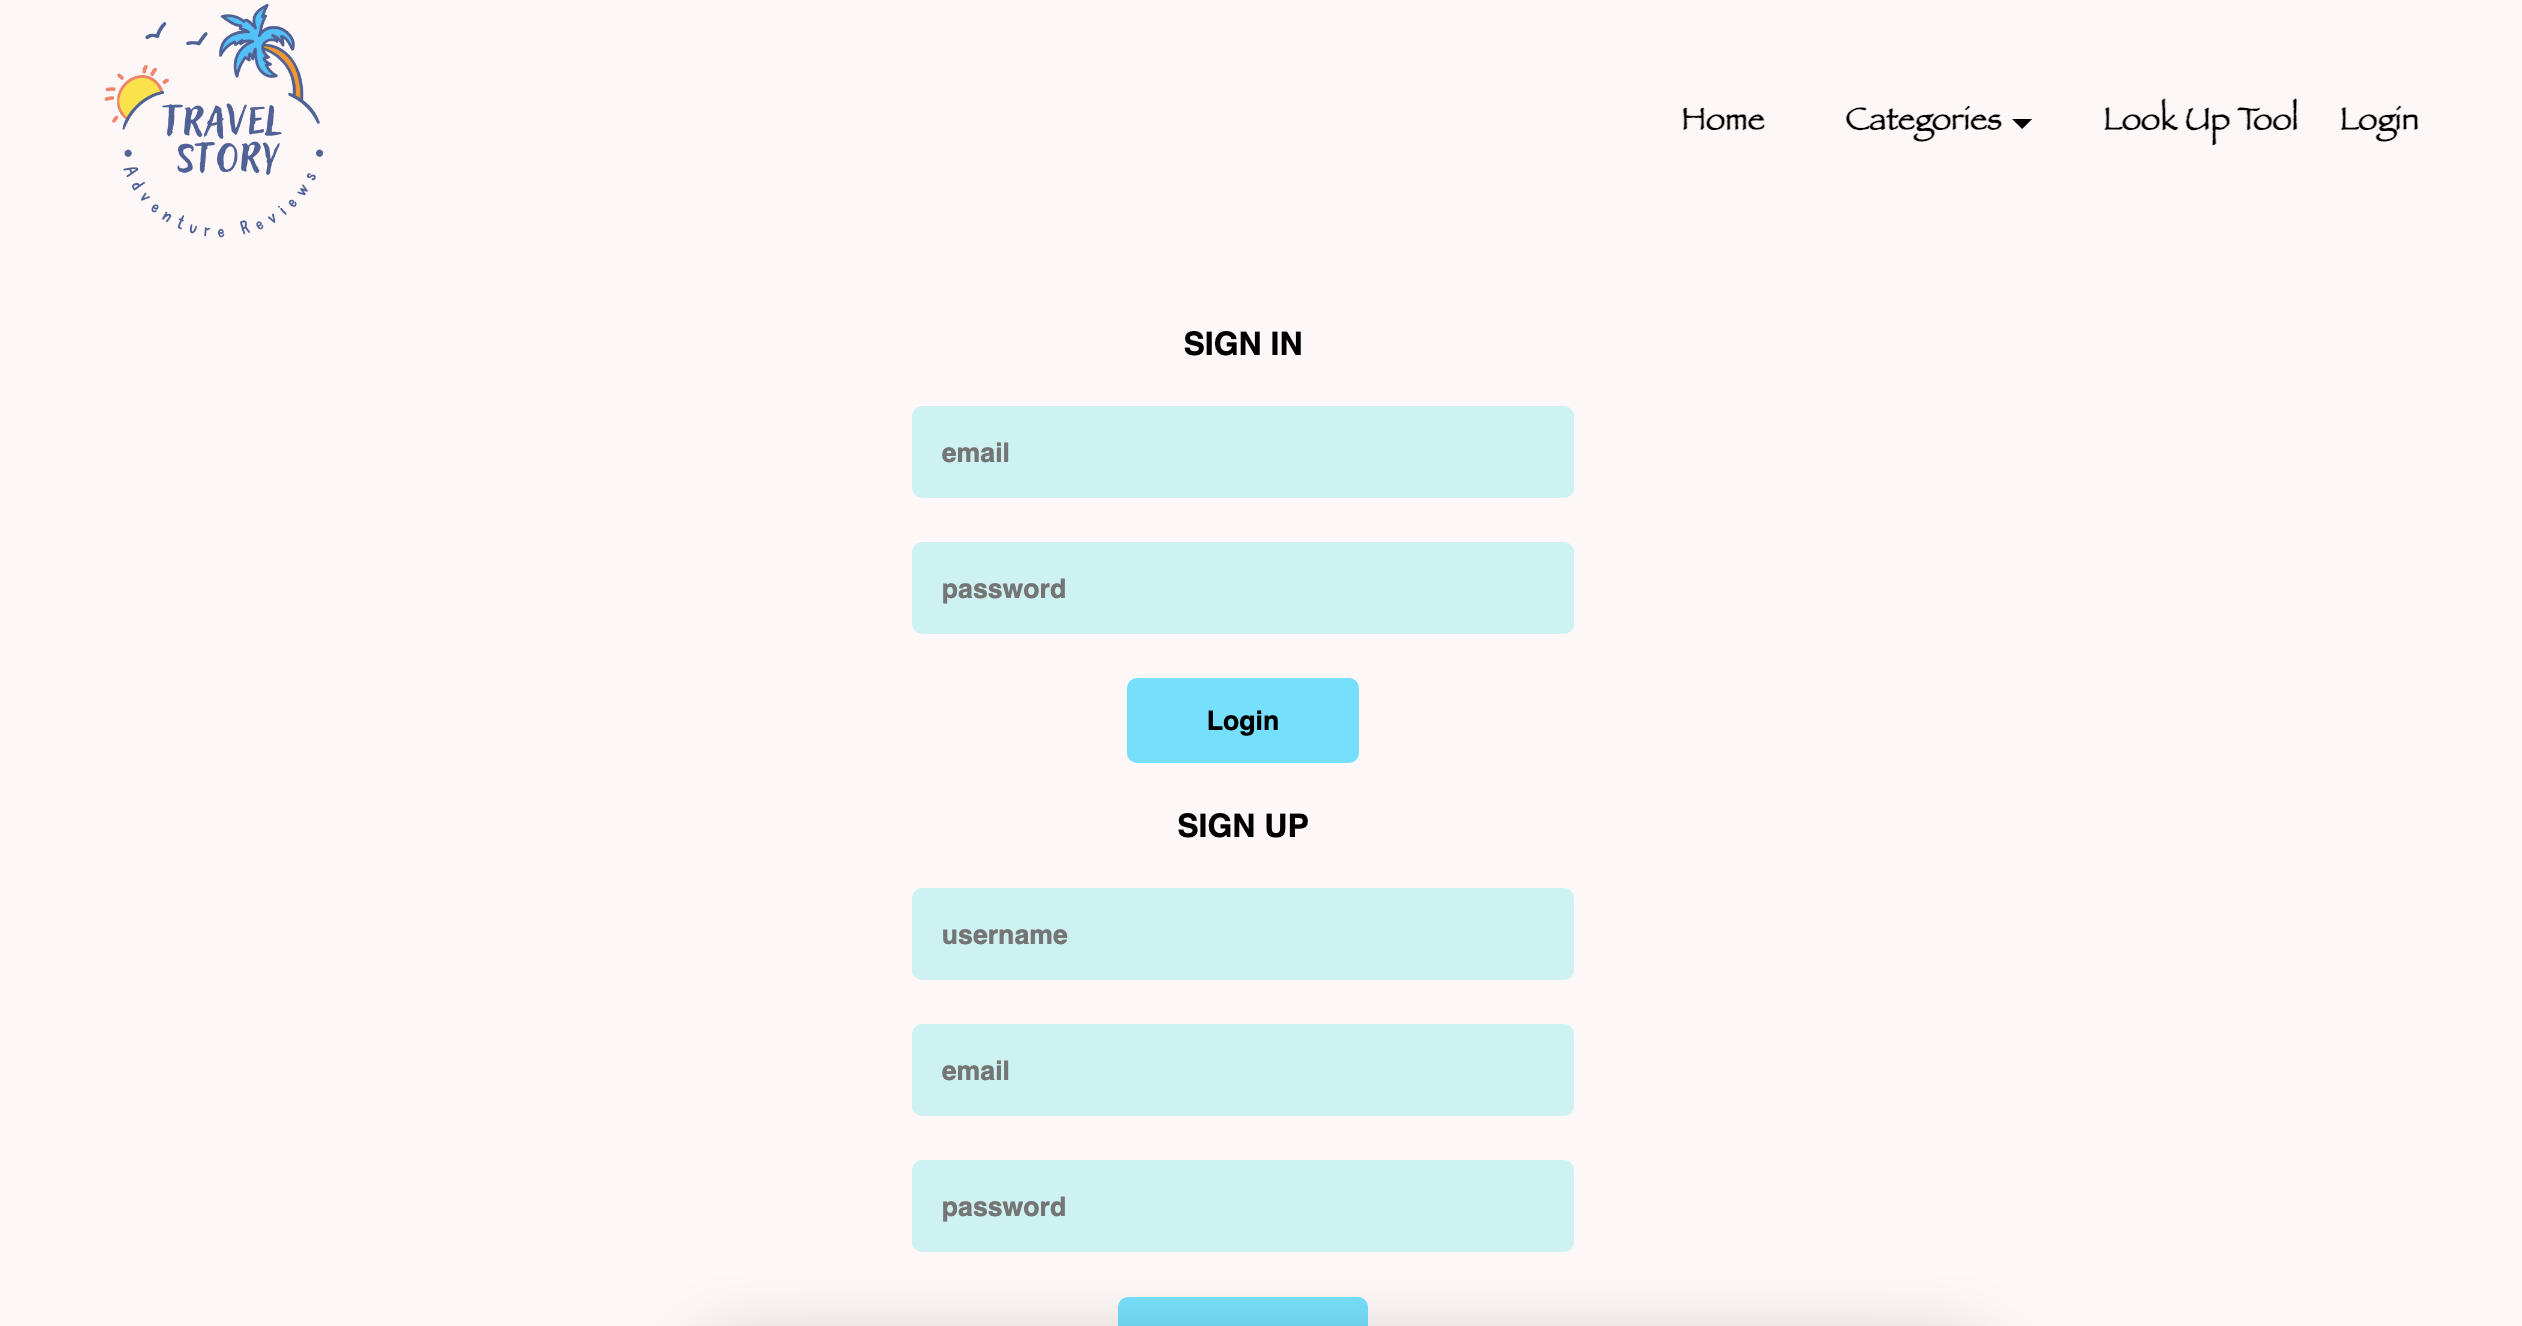 TRAVEL
STORY
Adventure Reviews
Home Categories Look Up Tool Login
SIGN IN
email
password
Login
SIGN UP
username
email
password